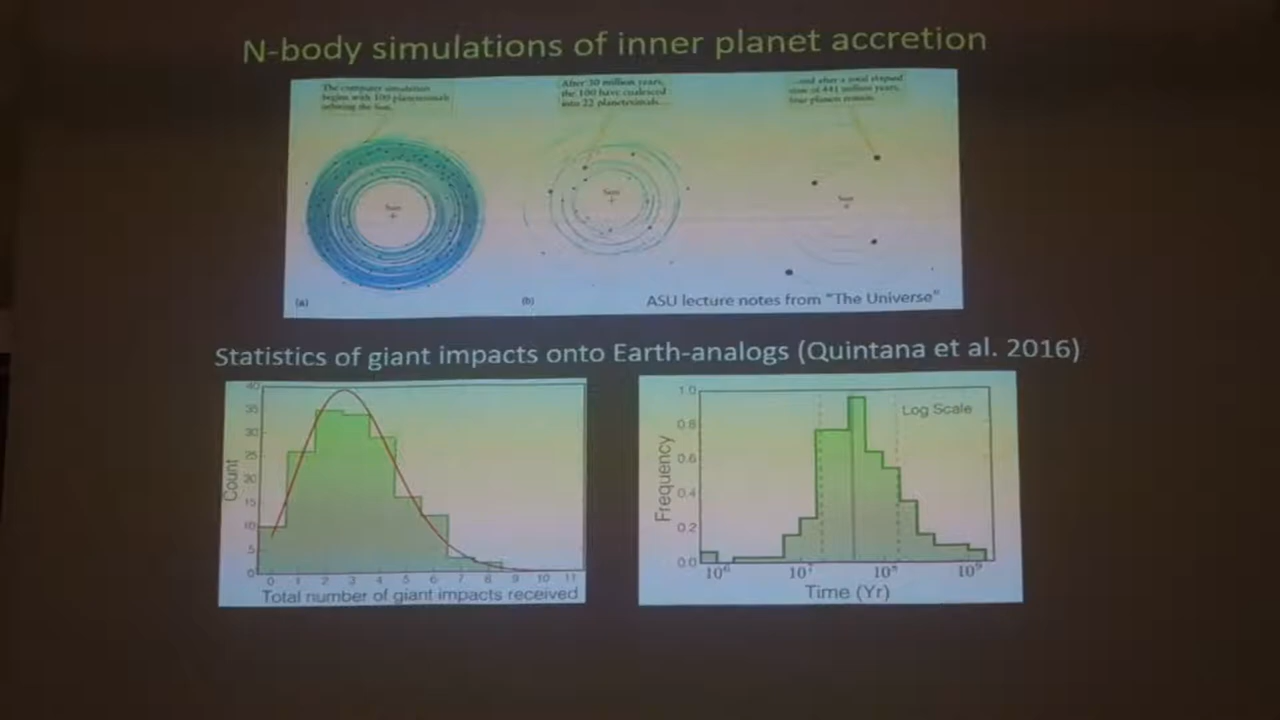 N-body simulations of inner planet accretion
The computer simulation
begins with 100 planetesimals
orbiting the Sun.
After 30 million years,
the 100 have coalesced
into 22 planetesimals...
...and after a total elapsed
time of 441 million years,
four planets remain.
Sun
Sun
Sun
(a)
(b)
ASU lecture notes from "The Universe"
Statistics of giant impacts onto Earth-analogs (Quintana et al. 2016)
Count
40
35
30
25
20
15
10
5
0
0 1 2 3 4 5 6 7 8 9 10 11
Total number of giant impacts received
Frequency
1.0
0.8
0.6
0.4
0.2
0.0
Log Scale
10⁶ 10⁷ 10⁸ 10⁹
Time (Yr)